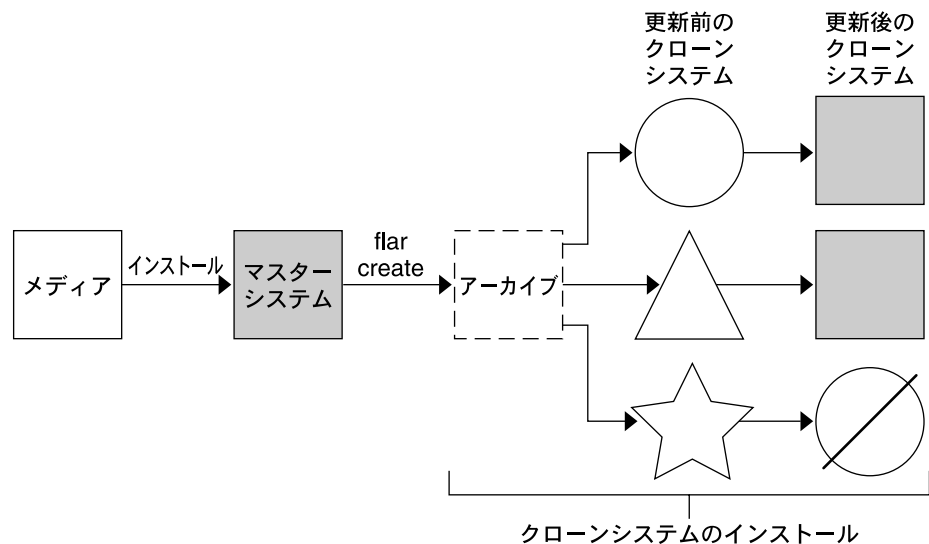 更新前の
クローン
システム
更新後の
クローン
システム
メディア
インストール
マスター
システム
flar
create
アーカイブ
クローンシステムのインストール